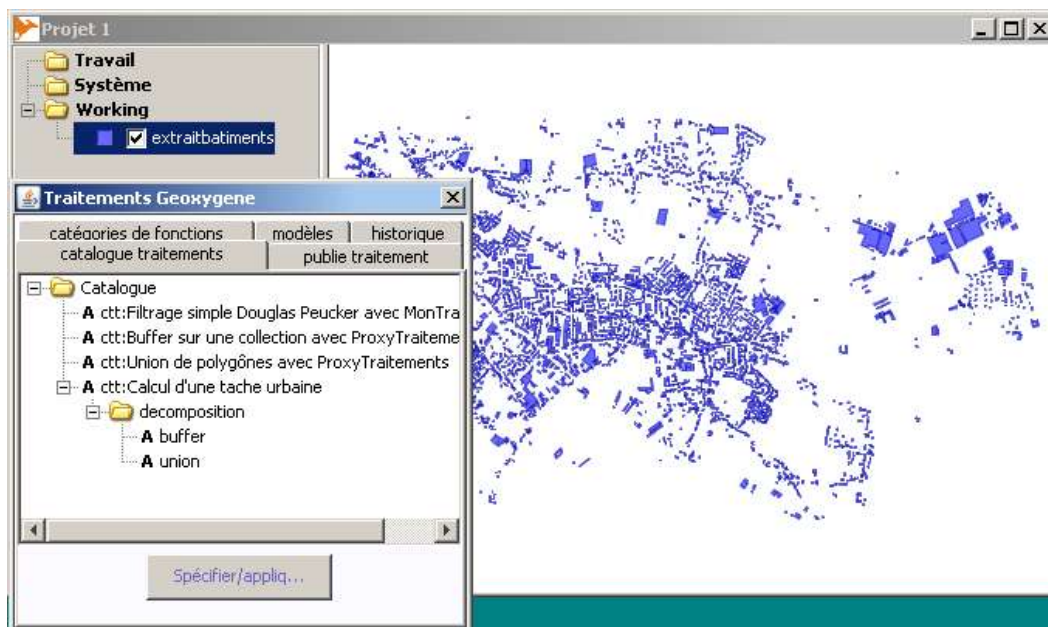 Projet 1
Travail
Système
Working
extraitbatiments
Traitements Geoxygene
catégories de fonctions
modèles
historique
catalogue traitements
publie traitement
Catalogue
A ctt:Filtrage simple Douglas Peucker avec MonTra
A ctt:Buffer sur une collection avec ProxyTraiteme
A ctt:Union de polygônes avec ProxyTraitements
A ctt:Calcul d'une tache urbaine
decomposition
A buffer
A union
Spécifier/appliq...